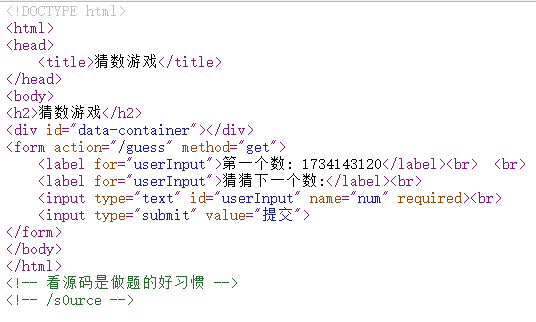 <!DOCTYPE html>
<html>
<head>
    <title>猜数游戏</title>
</head>
<body>
<h2>猜数游戏</h2>
<div id="data-container"></div>
<form action="/guess" method="get">
    <label for="userInput">第一个数: 1734143120</label><br>  <br>
    <label for="userInput">猜猜下一个数:</label><br>
    <input type="text" id="userInput" name="num" required><br>
    <input type="submit" value="提交">
</form>
</body>
</html>
<!-- 看源码是做题的好习惯 -->
<!-- /s0urce -->